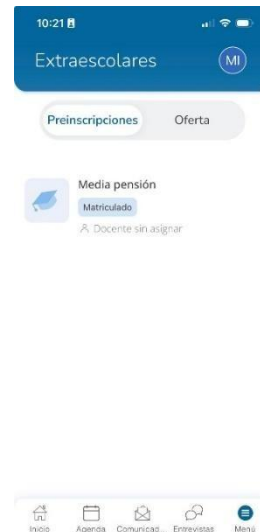 10:21
Extraescolares
MI
Preinscripciones
Oferta
Media pensión
Matriculado
Docente sin asignar
Inicio
Agenda
Comunicad...
Entrevistas
Menú